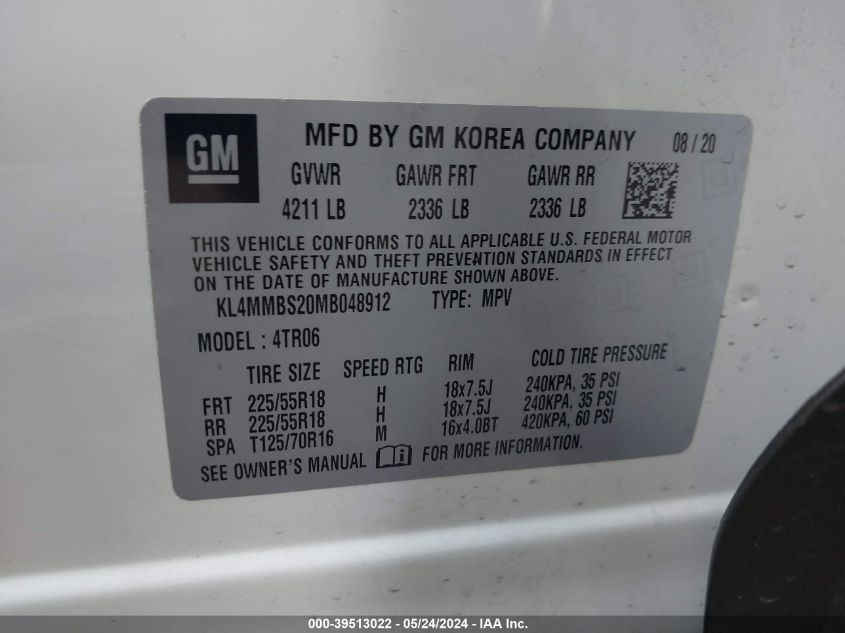 GM
MFD BY GM KOREA COMPANY 08 / 20
GVWR GAWR FRT GAWR RR
4211 LB 2336 LB 2336 LB
THIS VEHICLE CONFORMS TO ALL APPLICABLE U.S. FEDERAL MOTOR
VEHICLE SAFETY AND THEFT PREVENTION STANDARDS IN EFFECT
ON THE DATE OF MANUFACTURE SHOWN ABOVE.
KL4MMBS20MB048912 TYPE: MPV
MODEL : 4TR06
TIRE SIZE SPEED RTG RIM COLD TIRE PRESSURE
FRT 225/55R18 H 18x7.5J 240KPA, 35 PSI
RR 225/55R18 H 18x7.5J 240KPA, 35 PSI
SPA T125/70R16 M 16x4.0BT 420KPA, 60 PSI
SEE OWNER'S MANUAL i FOR MORE INFORMATION.
000-39513022 - 05/24/2024 - IAA Inc.